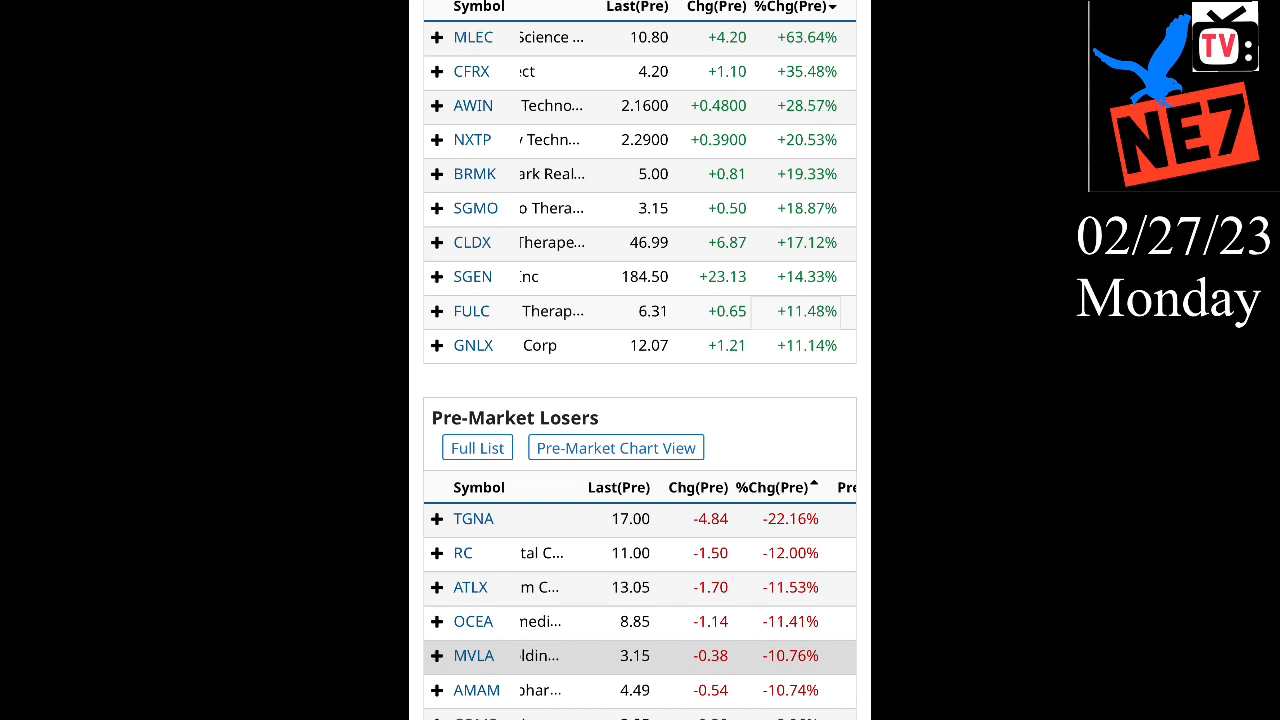 Symbol Last(Pre) Chg(Pre) %Chg(Pre)
MLEC Science ... 10.80 +4.20 +63.64%
CFRX ct 4.20 +1.10 +35.48%
AWIN Techno... 2.1600 +0.4800 +28.57%
NXTP Techn... 2.2900 +0.3900 +20.53%
BRMK ark Real... 5.00 +0.81 +19.33%
SGMO o Thera... 3.15 +0.50 +18.87%
CLDX Therape... 46.99 +6.87 +17.12%
SGEN Inc 184.50 +23.13 +14.33%
FULC Therap... 6.31 +0.65 +11.48%
GNLX Corp 12.07 +1.21 +11.14%
Pre-Market Losers
Full List Pre-Market Chart View
Symbol Last(Pre) Chg(Pre) %Chg(Pre) Pre
TGNA 17.00 -4.84 -22.16%
RC tal C... 11.00 -1.50 -12.00%
ATLX m C... 13.05 -1.70 -11.53%
OCEA medi... 8.85 -1.14 -11.41%
MVLA ldin... 3.15 -0.38 -10.76%
AMAM phar... 4.49 -0.54 -10.74%
TV:
NE7
02/27/23
Monday